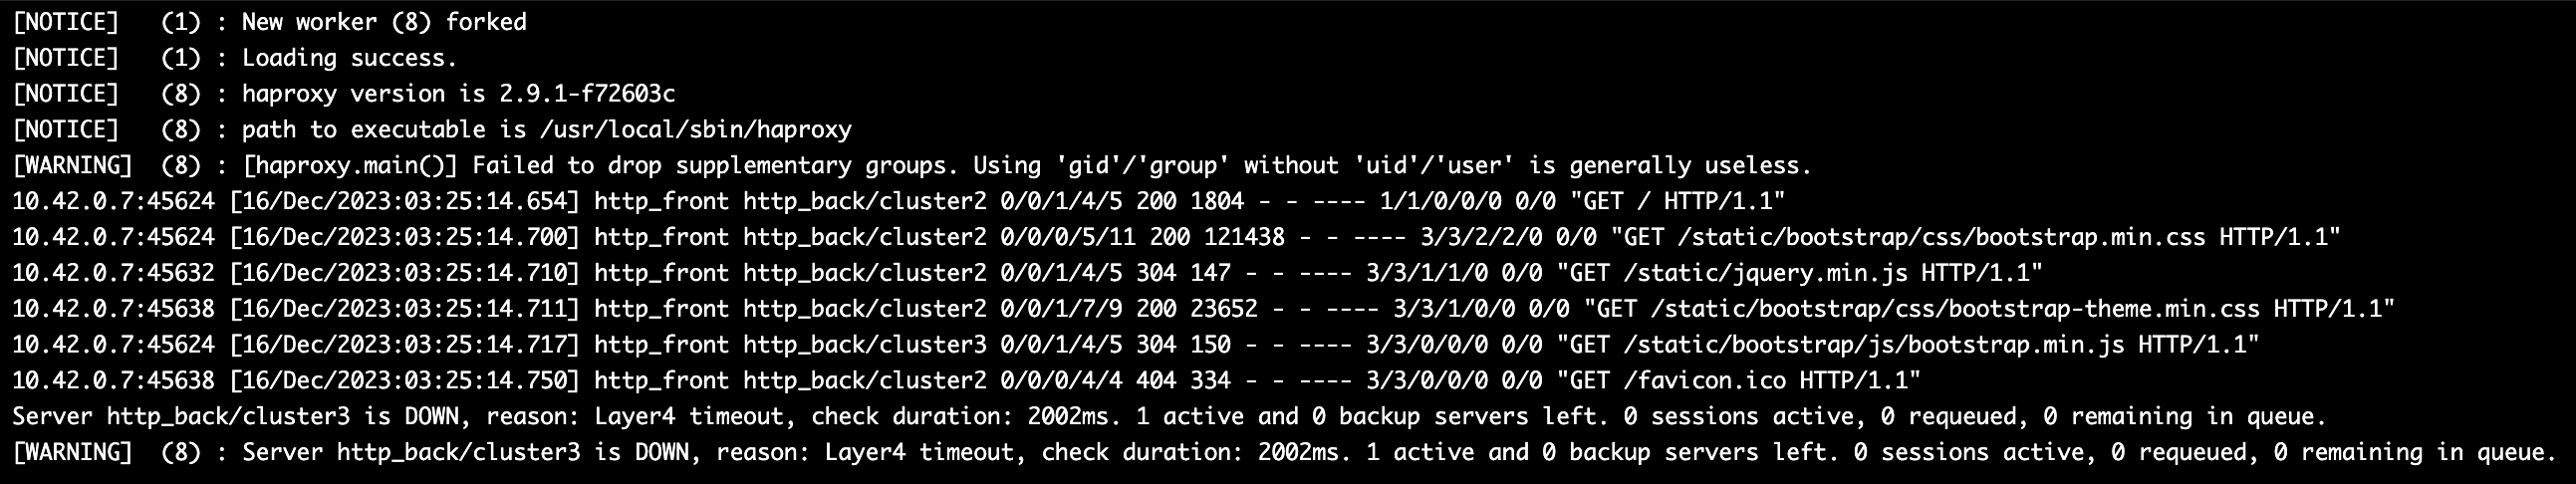 [NOTICE]   (1) : New worker (8) forked
[NOTICE]   (1) : Loading success.
[NOTICE]   (8) : haproxy version is 2.9.1-f72603c
[NOTICE]   (8) : path to executable is /usr/local/sbin/haproxy
[WARNING]  (8) : [haproxy.main()] Failed to drop supplementary groups. Using 'gid'/'group' without 'uid'/'user' is generally useless.
10.42.0.7:45624 [16/Dec/2023:03:25:14.654] http_front http_back/cluster2 0/0/1/4/5 200 1804 - - ---- 1/1/0/0/0 0/0 "GET / HTTP/1.1"
10.42.0.7:45624 [16/Dec/2023:03:25:14.700] http_front http_back/cluster2 0/0/0/5/11 200 121438 - - ---- 3/3/2/2/0 0/0 "GET /static/bootstrap/css/bootstrap.min.css HTTP/1.1"
10.42.0.7:45632 [16/Dec/2023:03:25:14.710] http_front http_back/cluster2 0/0/1/4/5 304 147 - - ---- 3/3/1/1/0 0/0 "GET /static/jquery.min.js HTTP/1.1"
10.42.0.7:45638 [16/Dec/2023:03:25:14.711] http_front http_back/cluster2 0/0/1/7/9 200 23652 - - ---- 3/3/1/0/0 0/0 "GET /static/bootstrap/css/bootstrap-theme.min.css HTTP/1.1"
10.42.0.7:45624 [16/Dec/2023:03:25:14.717] http_front http_back/cluster3 0/0/1/4/5 304 150 - - ---- 3/3/0/0/0 0/0 "GET /static/bootstrap/js/bootstrap.min.js HTTP/1.1"
10.42.0.7:45638 [16/Dec/2023:03:25:14.750] http_front http_back/cluster2 0/0/0/4/4 404 334 - - ---- 3/3/0/0/0 0/0 "GET /favicon.ico HTTP/1.1"
Server http_back/cluster3 is DOWN, reason: Layer4 timeout, check duration: 2002ms. 1 active and 0 backup servers left. 0 sessions active, 0 requeued, 0 remaining in queue.
[WARNING]  (8) : Server http_back/cluster3 is DOWN, reason: Layer4 timeout, check duration: 2002ms. 1 active and 0 backup servers left. 0 sessions active, 0 requeued, 0 remaining in queue.